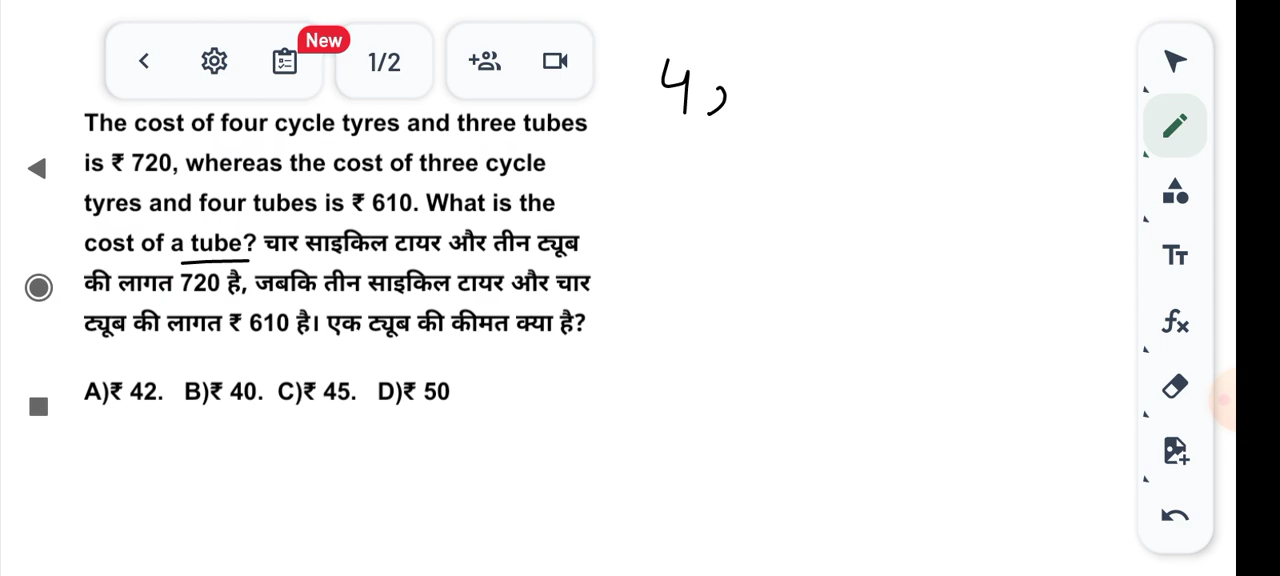 New
1/2
4,
The cost of four cycle tyres and three tubes
is ₹ 720, whereas the cost of three cycle
tyres and four tubes is ₹ 610. What is the
cost of a tube? चार साइकिल टायर और तीन ट्यूब
की लागत 720 है, जबकि तीन साइकिल टायर और चार
ट्यूब की लागत ₹ 610 है। एक ट्यूब की कीमत क्या है?
A)₹ 42. B)₹ 40. C)₹ 45. D)₹ 50
Tт
fx